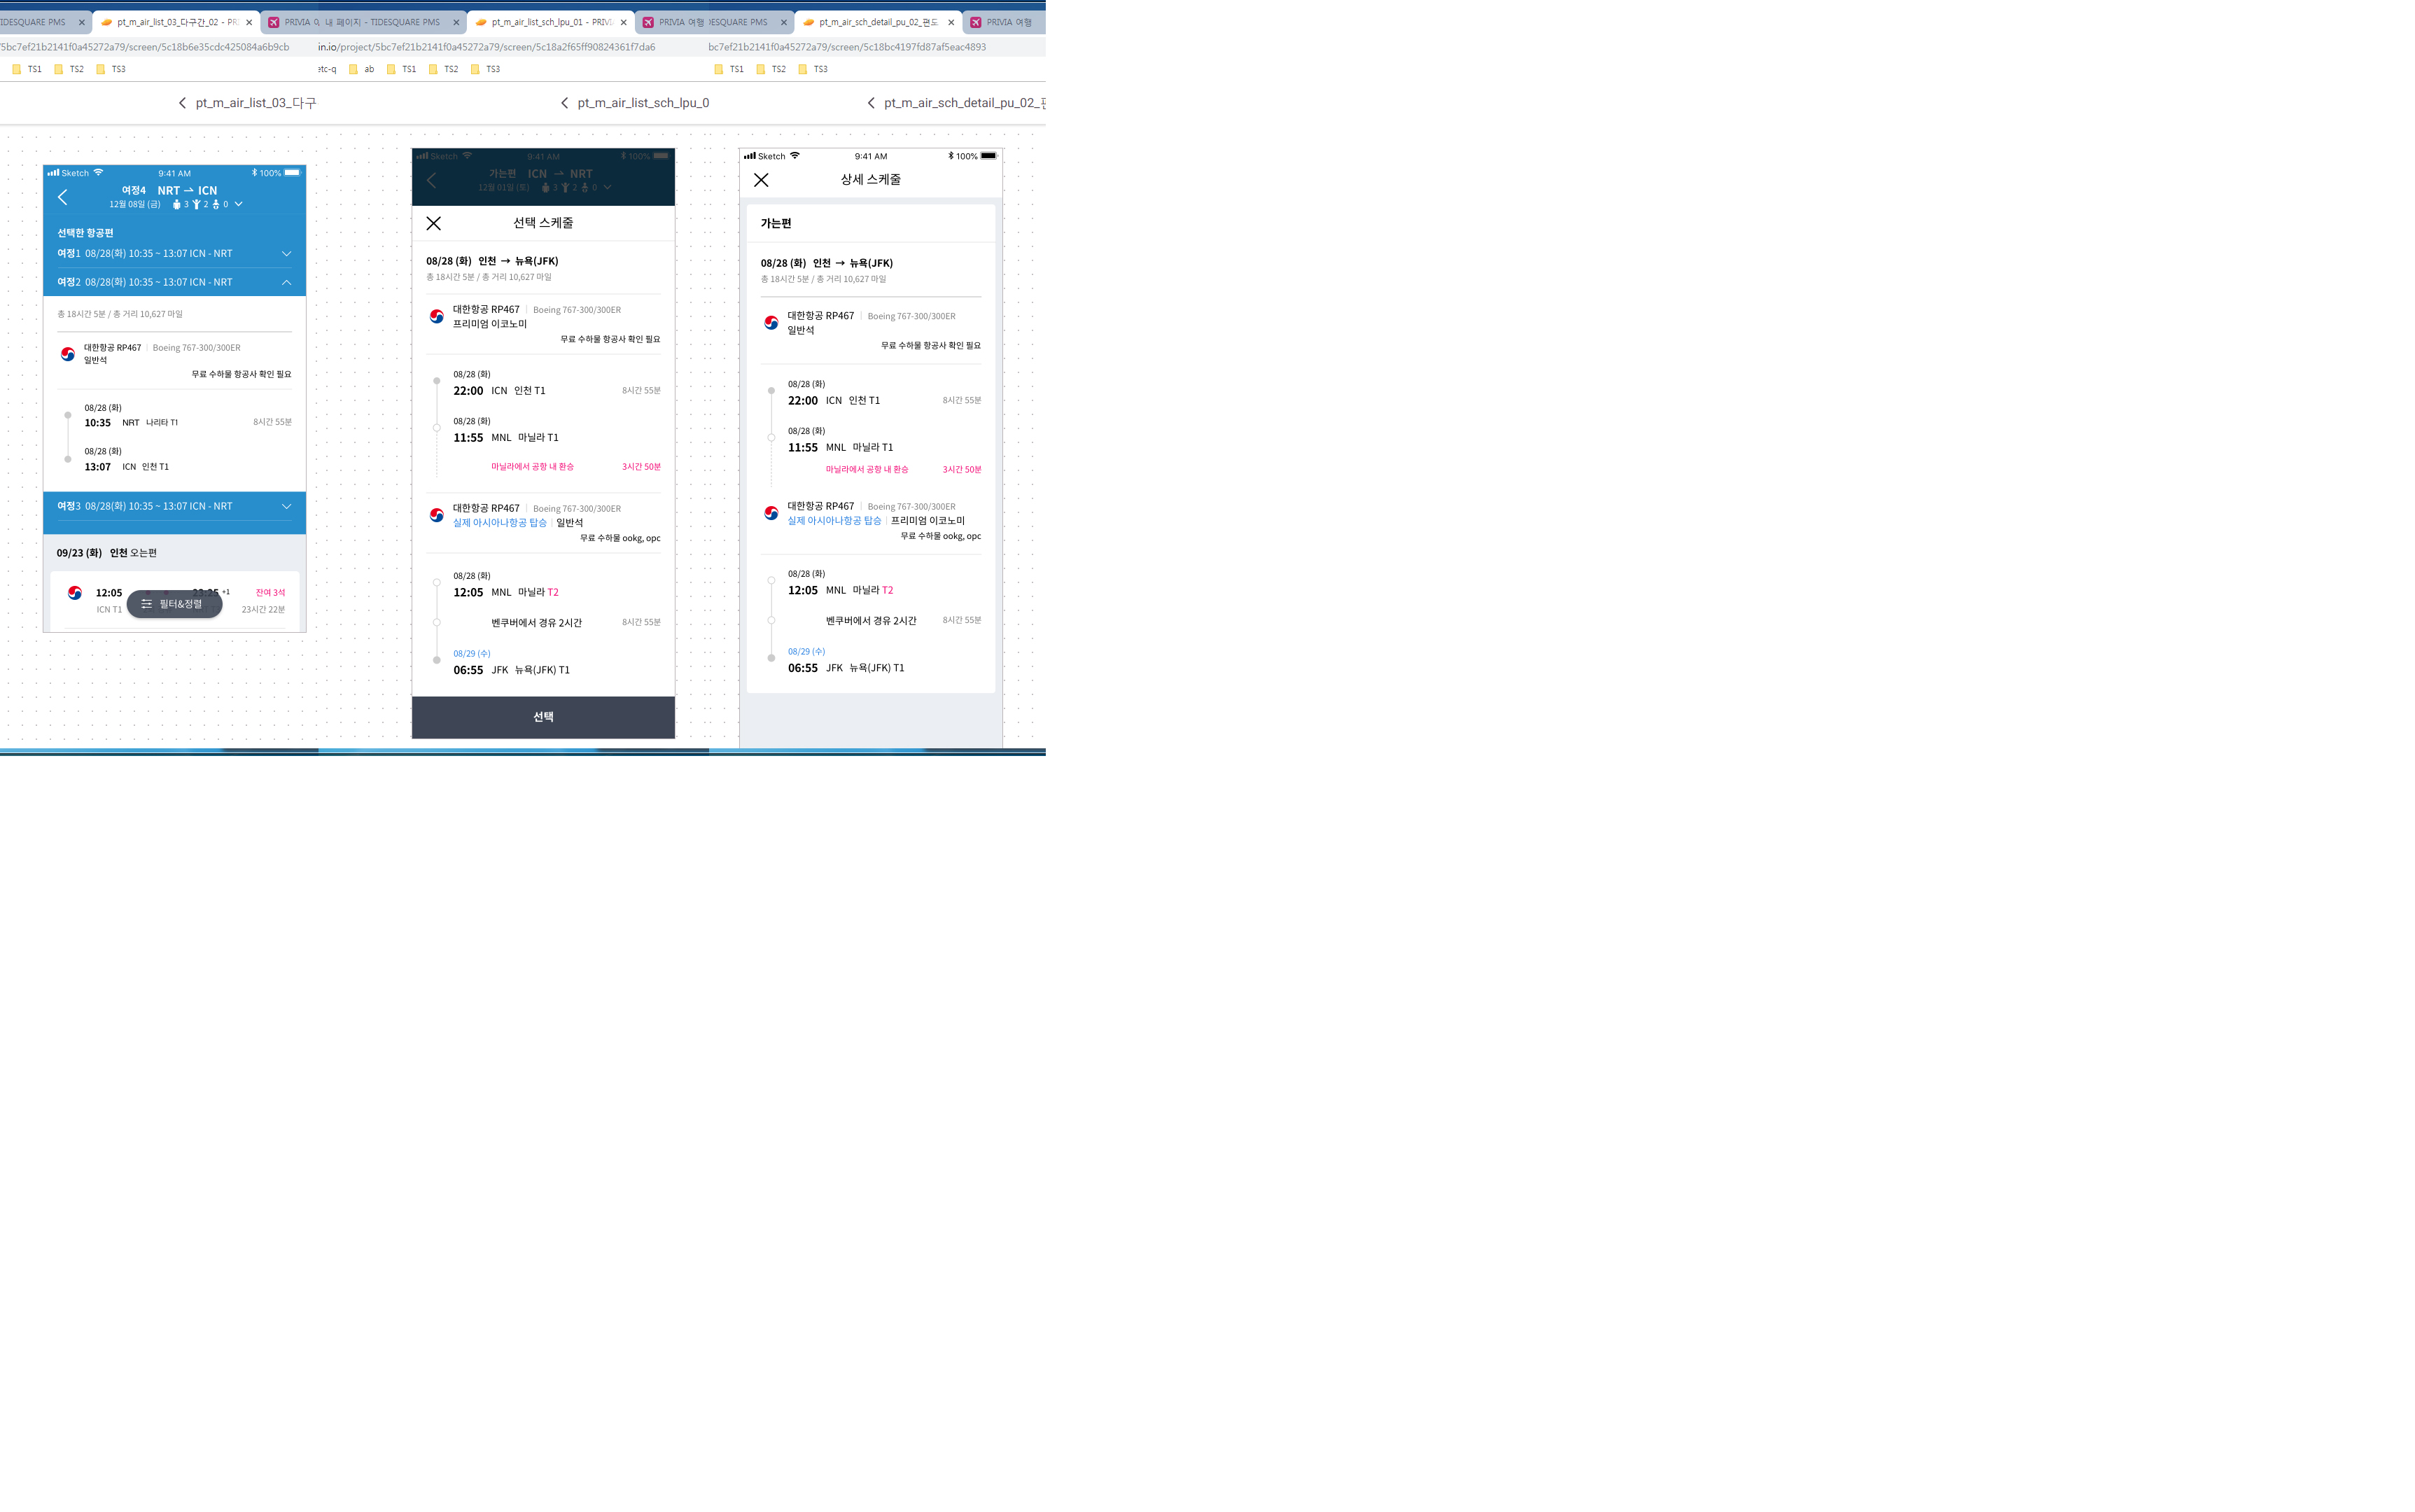 IDESQUARE PMS
pt_m_air_list_03_다구간_02 - PRI
PRIVIA 여
내 페이지 - TIDESQUARE PMS
pt_m_air_list_sch_lpu_01 - PRIVI
PRIVIA 여행
IDESQUARE PMS
pt_m_air_sch_detail_pu_02_편도
PRIVIA 여행
/5bc7ef21b2141f0a45272a79/screen/5c18b6e35cdc425084a6b9cb
in.io/project/5bc7ef21b2141f0a45272a79/screen/5c18a2f65ff90824361f7da6
bc7ef21b2141f0a45272a79/screen/5c18bc4197fd87af5eac4893
TS1 TS2 TS3
etc-q ab TS1 TS2 TS3
TS1 TS2 TS3
pt_m_air_list_03_다구
pt_m_air_list_sch_lpu_0
pt_m_air_sch_detail_pu_02_편
Sketch 9:41 AM 100%
여정4 NRT ⇀ ICN
12월 08일 (금) 3 2 0
선택한 항공편
여정1 08/28(화) 10:35 ~ 13:07 ICN - NRT
여정2 08/28(화) 10:35 ~ 13:07 ICN - NRT
총 18시간 5분 / 총 거리 10,627 마일
대한항공 RP467 | Boeing 767-300/300ER
일반석
무료 수하물 항공사 확인 필요
08/28 (화)
10:35 NRT 나리타 T1 8시간 55분
08/28 (화)
13:07 ICN 인천 T1
여정3 08/28(화) 10:35 ~ 13:07 ICN - NRT
09/23 (화) 인천 오는편
12:05 23:25 +1 잔여 3석
ICN T1 23시간 22분
필터&정렬
Sketch 9:41 AM 100%
가는편 ICN ⇀ NRT
12월 01일 (토) 3 2 0
선택 스케줄
08/28 (화) 인천 → 뉴욕(JFK)
총 18시간 5분 / 총 거리 10,627 마일
대한항공 RP467 | Boeing 767-300/300ER
프리미엄 이코노미
무료 수하물 항공사 확인 필요
08/28 (화)
22:00 ICN 인천 T1 8시간 55분
08/28 (화)
11:55 MNL 마닐라 T1
마닐라에서 공항 내 환승 3시간 50분
대한항공 RP467 | Boeing 767-300/300ER
실제 아시아나항공 탑승 | 일반석
무료 수하물 ookg, opc
08/28 (화)
12:05 MNL 마닐라 T2
벤쿠버에서 경유 2시간 8시간 55분
08/29 (수)
06:55 JFK 뉴욕(JFK) T1
선택
Sketch 9:41 AM 100%
상세 스케줄
가는편
08/28 (화) 인천 → 뉴욕(JFK)
총 18시간 5분 / 총 거리 10,627 마일
대한항공 RP467 | Boeing 767-300/300ER
일반석
무료 수하물 항공사 확인 필요
08/28 (화)
22:00 ICN 인천 T1 8시간 55분
08/28 (화)
11:55 MNL 마닐라 T1
마닐라에서 공항 내 환승 3시간 50분
대한항공 RP467 | Boeing 767-300/300ER
실제 아시아나항공 탑승 | 프리미엄 이코노미
무료 수하물 ookg, opc
08/28 (화)
12:05 MNL 마닐라 T2
벤쿠버에서 경유 2시간 8시간 55분
08/29 (수)
06:55 JFK 뉴욕(JFK) T1